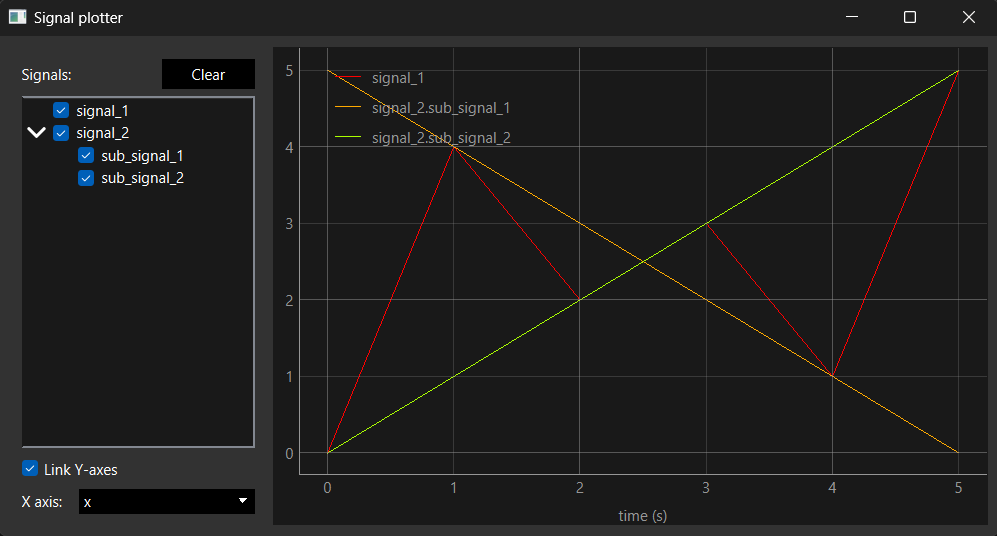 Signal plotter
Signals:
Clear
signal_1
signal_2
sub_signal_1
sub_signal_2
Link Y-axes
X axis:
x
signal_1
signal_2.sub_signal_1
signal_2.sub_signal_2
5
4
3
2
1
0
0 1 2 3 4 5
time (s)